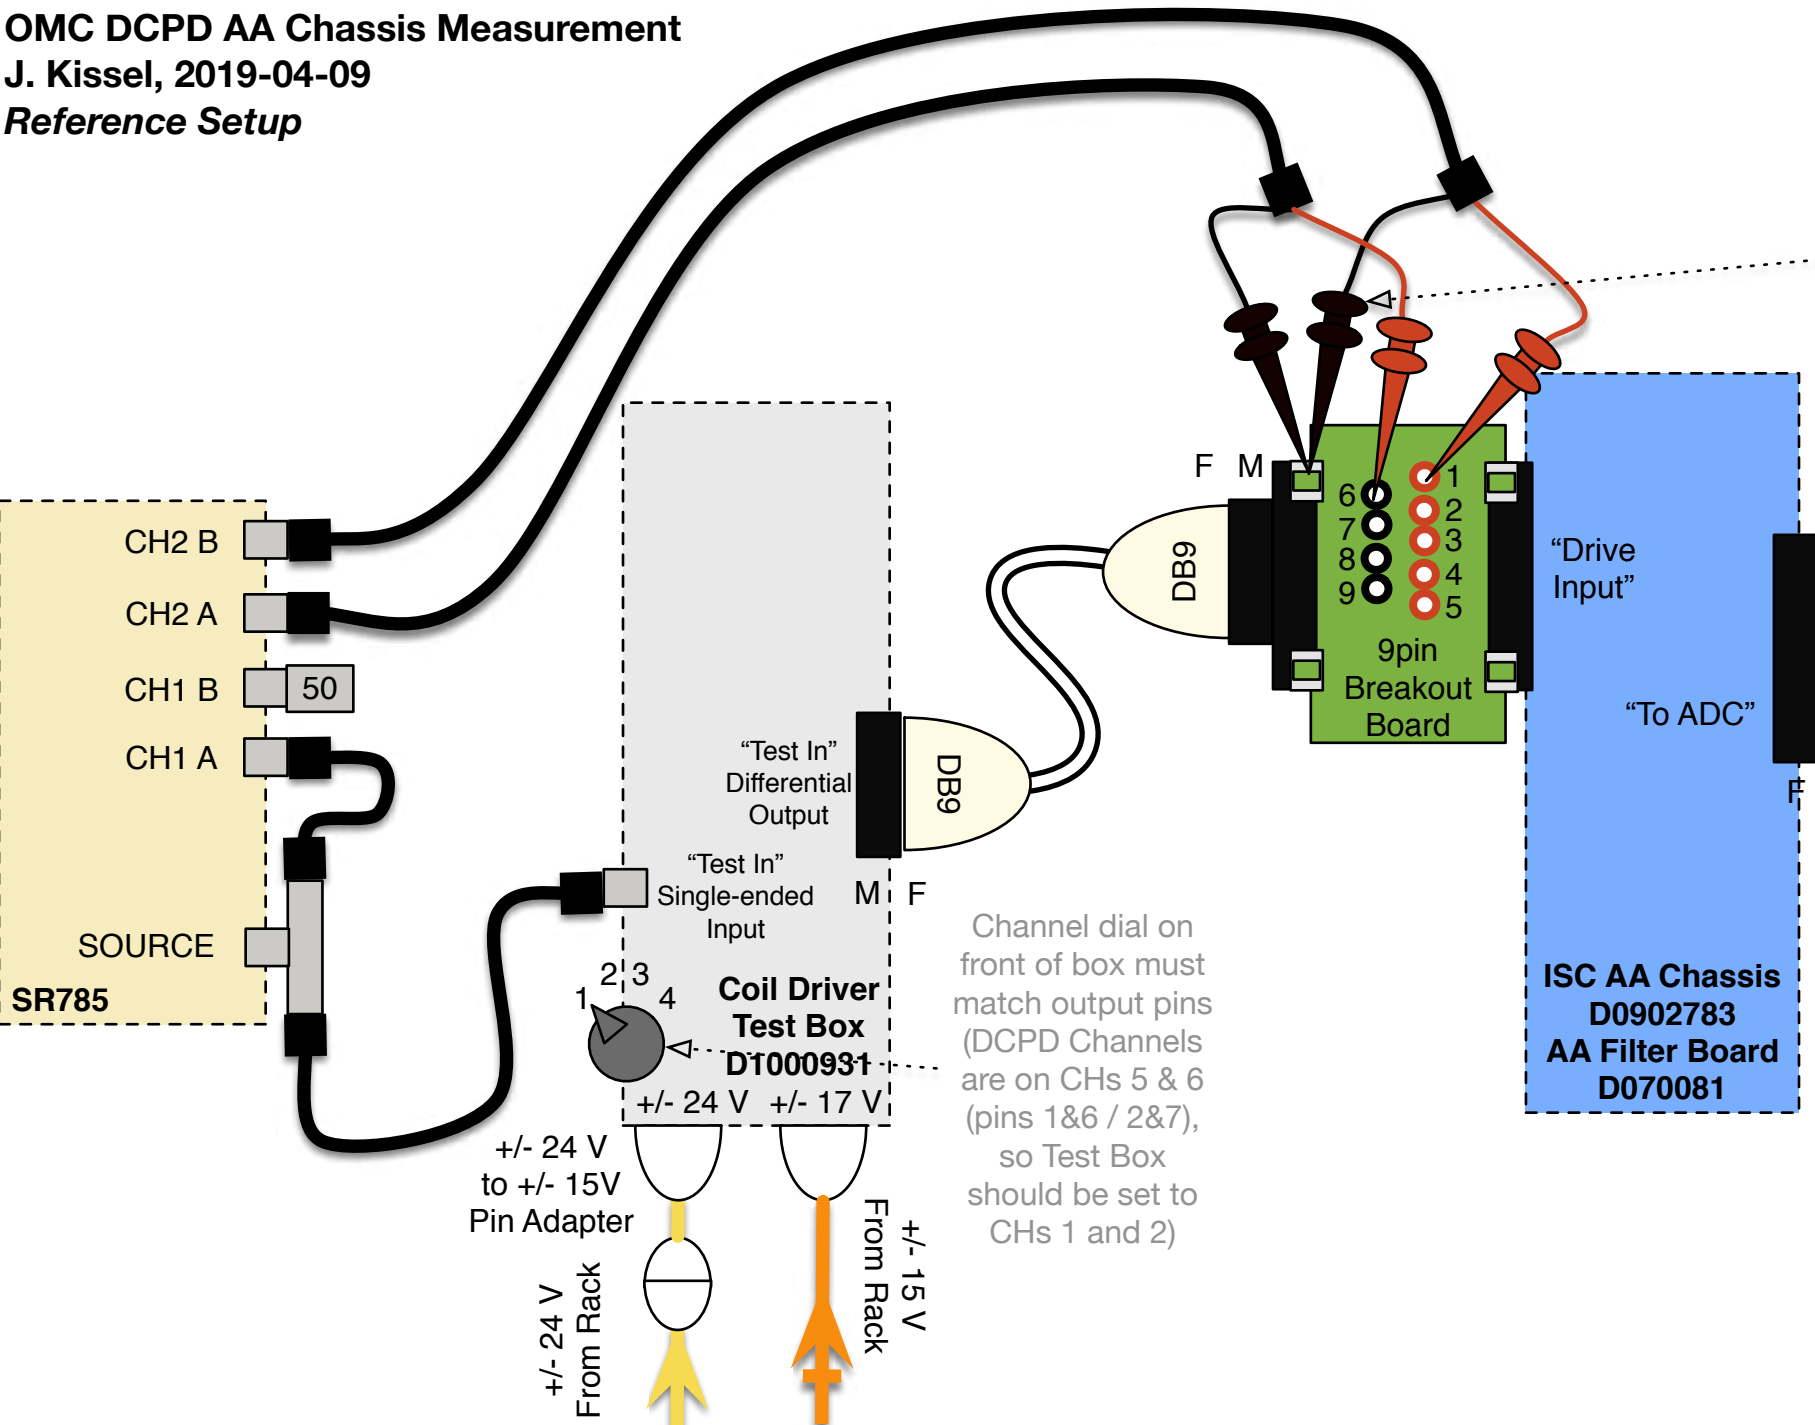 OMC DCPD AA Chassis Measurement
J. Kissel, 2019-04-09
Reference Setup
CH2 B
CH2 A
CH1 B
50
CH1 A
SOURCE
SR785
"Test In"
Differential
Output
"Test In"
Single-ended
Input
M
F
DB9
DB9
F
M
1
2
3
4
Coil Driver
Test Box
D1000931
+/- 24 V
+/- 17 V
+/- 24 V
to +/- 15V
Pin Adapter
+/- 24 V
From Rack
+/- 15 V
From Rack
Channel dial on
front of box must
match output pins
(DCPD Channels
are on CHs 5 & 6
(pins 1&6 / 2&7),
so Test Box
should be set to
CHs 1 and 2)
6
7
8
9
1
2
3
4
5
9pin
Breakout
Board
“Drive
Input”
“To ADC”
F
ISC AA Chassis
D0902783
AA Filter Board
D070081